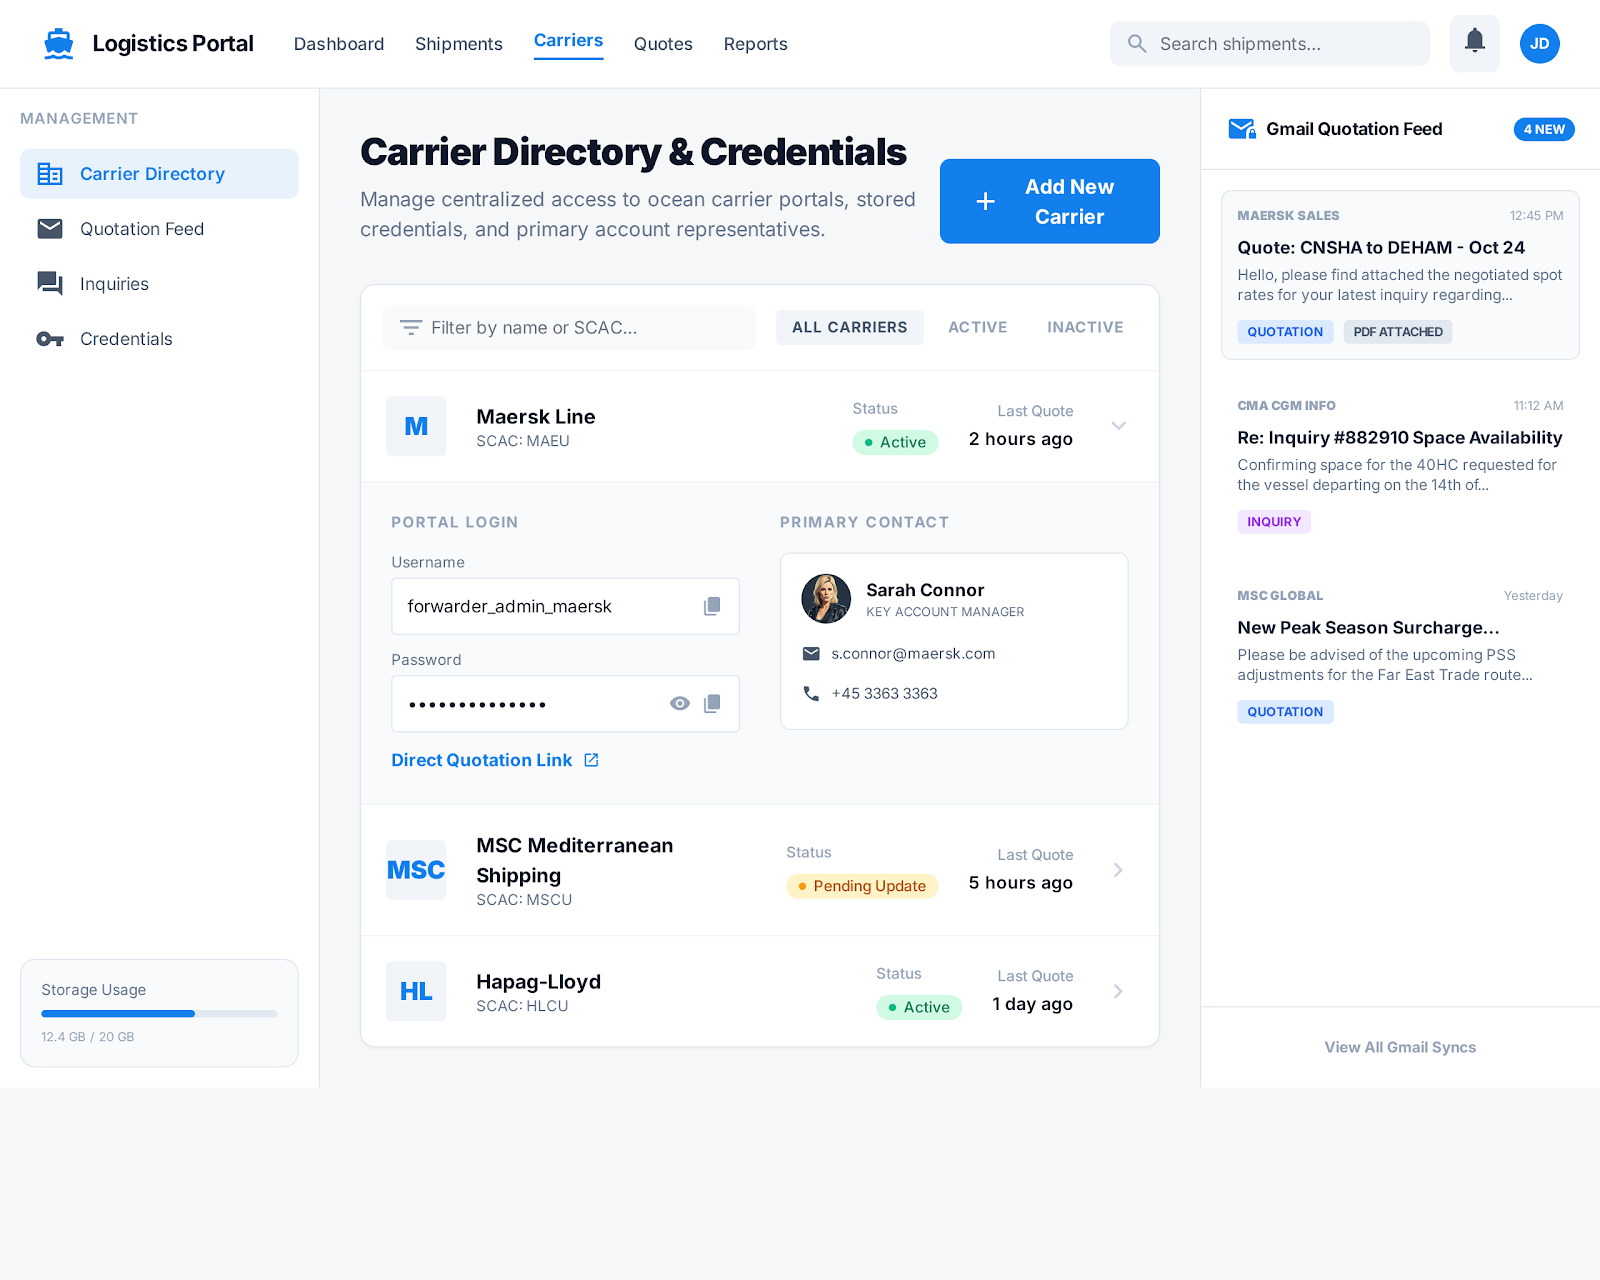 Logistics Portal
Dashboard
Shipments
Carriers
Quotes
Reports
Search shipments...
JD
MANAGEMENT
Carrier Directory
Quotation Feed
Inquiries
Credentials
Storage Usage
12.4 GB / 20 GB
Carrier Directory & Credentials
Manage centralized access to ocean carrier portals, stored
credentials, and primary account representatives.
Add New
Carrier
Filter by name or SCAC...
ALL CARRIERS
ACTIVE
INACTIVE
M
Maersk Line
SCAC: MAEU
Status
Active
Last Quote
2 hours ago
PORTAL LOGIN
Username
forwarder_admin_maersk
Password
••••••••••••••
Direct Quotation Link
PRIMARY CONTACT
Sarah Connor
KEY ACCOUNT MANAGER
s.connor@maersk.com
+45 3363 3363
MSC
MSC Mediterranean
Shipping
SCAC: MSCU
Status
Pending Update
Last Quote
5 hours ago
HL
Hapag-Lloyd
SCAC: HLCU
Status
Active
Last Quote
1 day ago
Gmail Quotation Feed
4 NEW
MAERSK SALES
12:45 PM
Quote: CNSHA to DEHAM - Oct 24
Hello, please find attached the negotiated spot
rates for your latest inquiry regarding...
QUOTATION
PDF ATTACHED
CMA CGM INFO
11:12 AM
Re: Inquiry #882910 Space Availability
Confirming space for the 40HC requested for
the vessel departing on the 14th of...
INQUIRY
MSC GLOBAL
Yesterday
New Peak Season Surcharge...
Please be advised of the upcoming PSS
adjustments for the Far East Trade route...
QUOTATION
View All Gmail Syncs